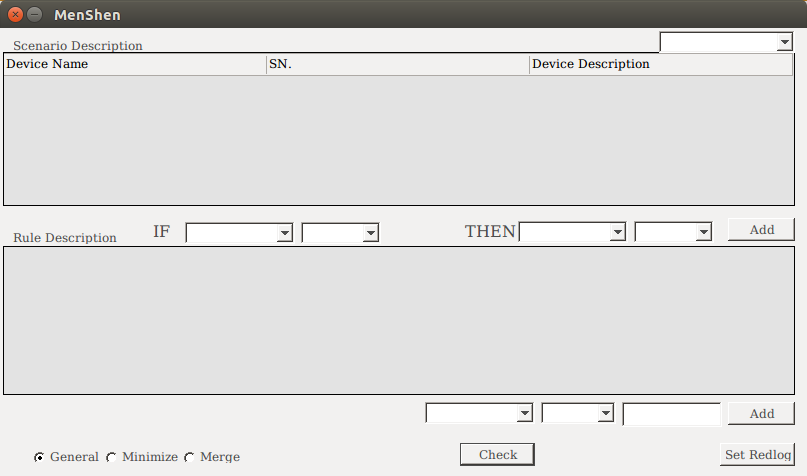 MenShen
Scenario Description
Device Name SN. Device Description
Rule Description IF THEN Add
Add
General Minimize Merge Check Set Redlog